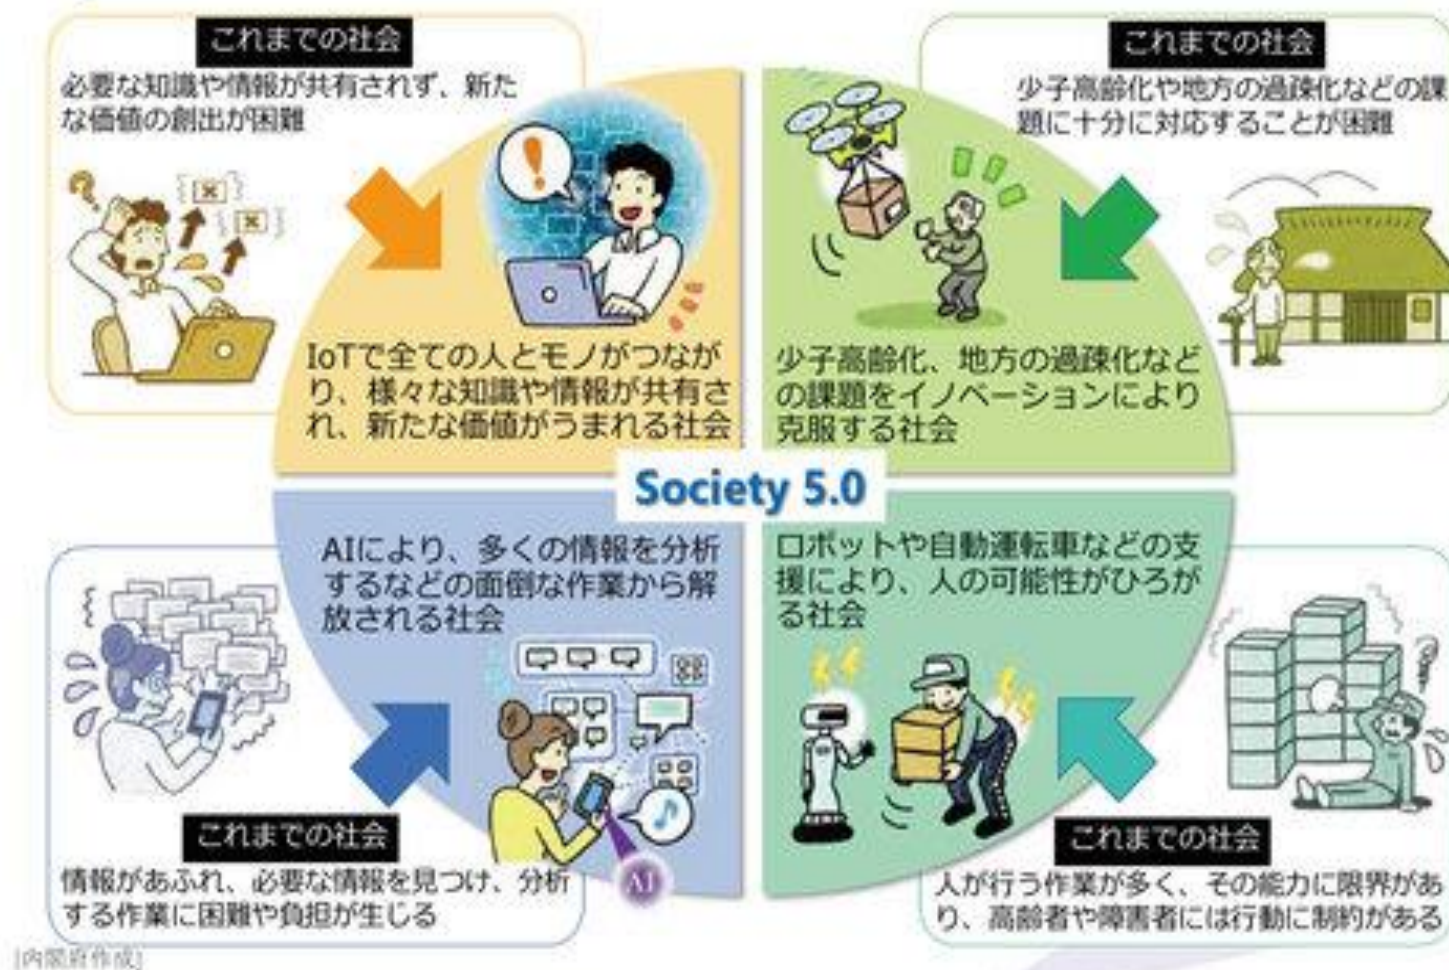 これまでの社会
必要な知識や情報が共有されず、新た
な価値の創出が困難
IoTで全ての人とモノがつなが
り、様々な知識や情報が共有さ
れ、新たな価値がうまれる社会
これまでの社会
少子高齢化や地方の過疎化などの課
題に十分に対応することが困難
少子高齢化、地方の過疎化など
の課題をイノベーションにより
克服する社会
Society 5.0
AIにより、多くの情報を分析
するなどの面倒な作業から解
放される社会
AI
これまでの社会
情報があふれ、必要な情報を見つけ、分析
する作業に困難や負担が生じる
ロボットや自動運転車などの支
援により、人の可能性がひろが
る社会
これまでの社会
人が行う作業が多く、その能力に限界があ
り、高齢者や障害者には行動に制約がある
[内閣府作成]